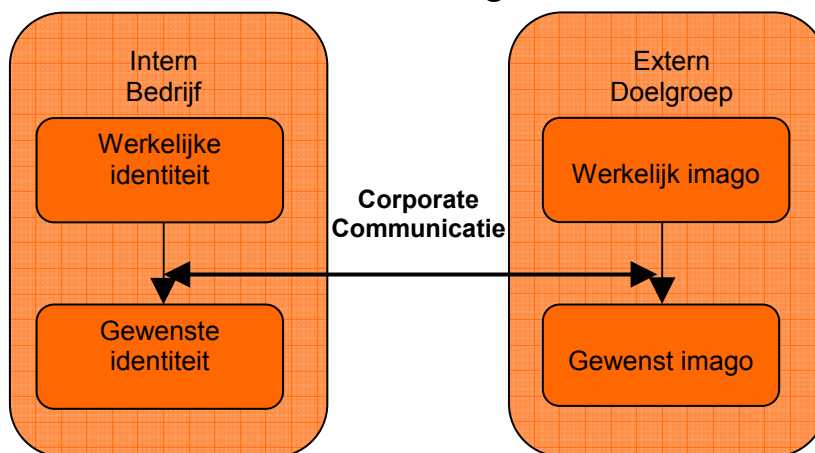 Intern
Bedrijf
Werkelijke
identiteit
Gewenste
identiteit
Corporate
Communicatie
Extern
Doelgroep
Werkelijk imago
Gewenst imago